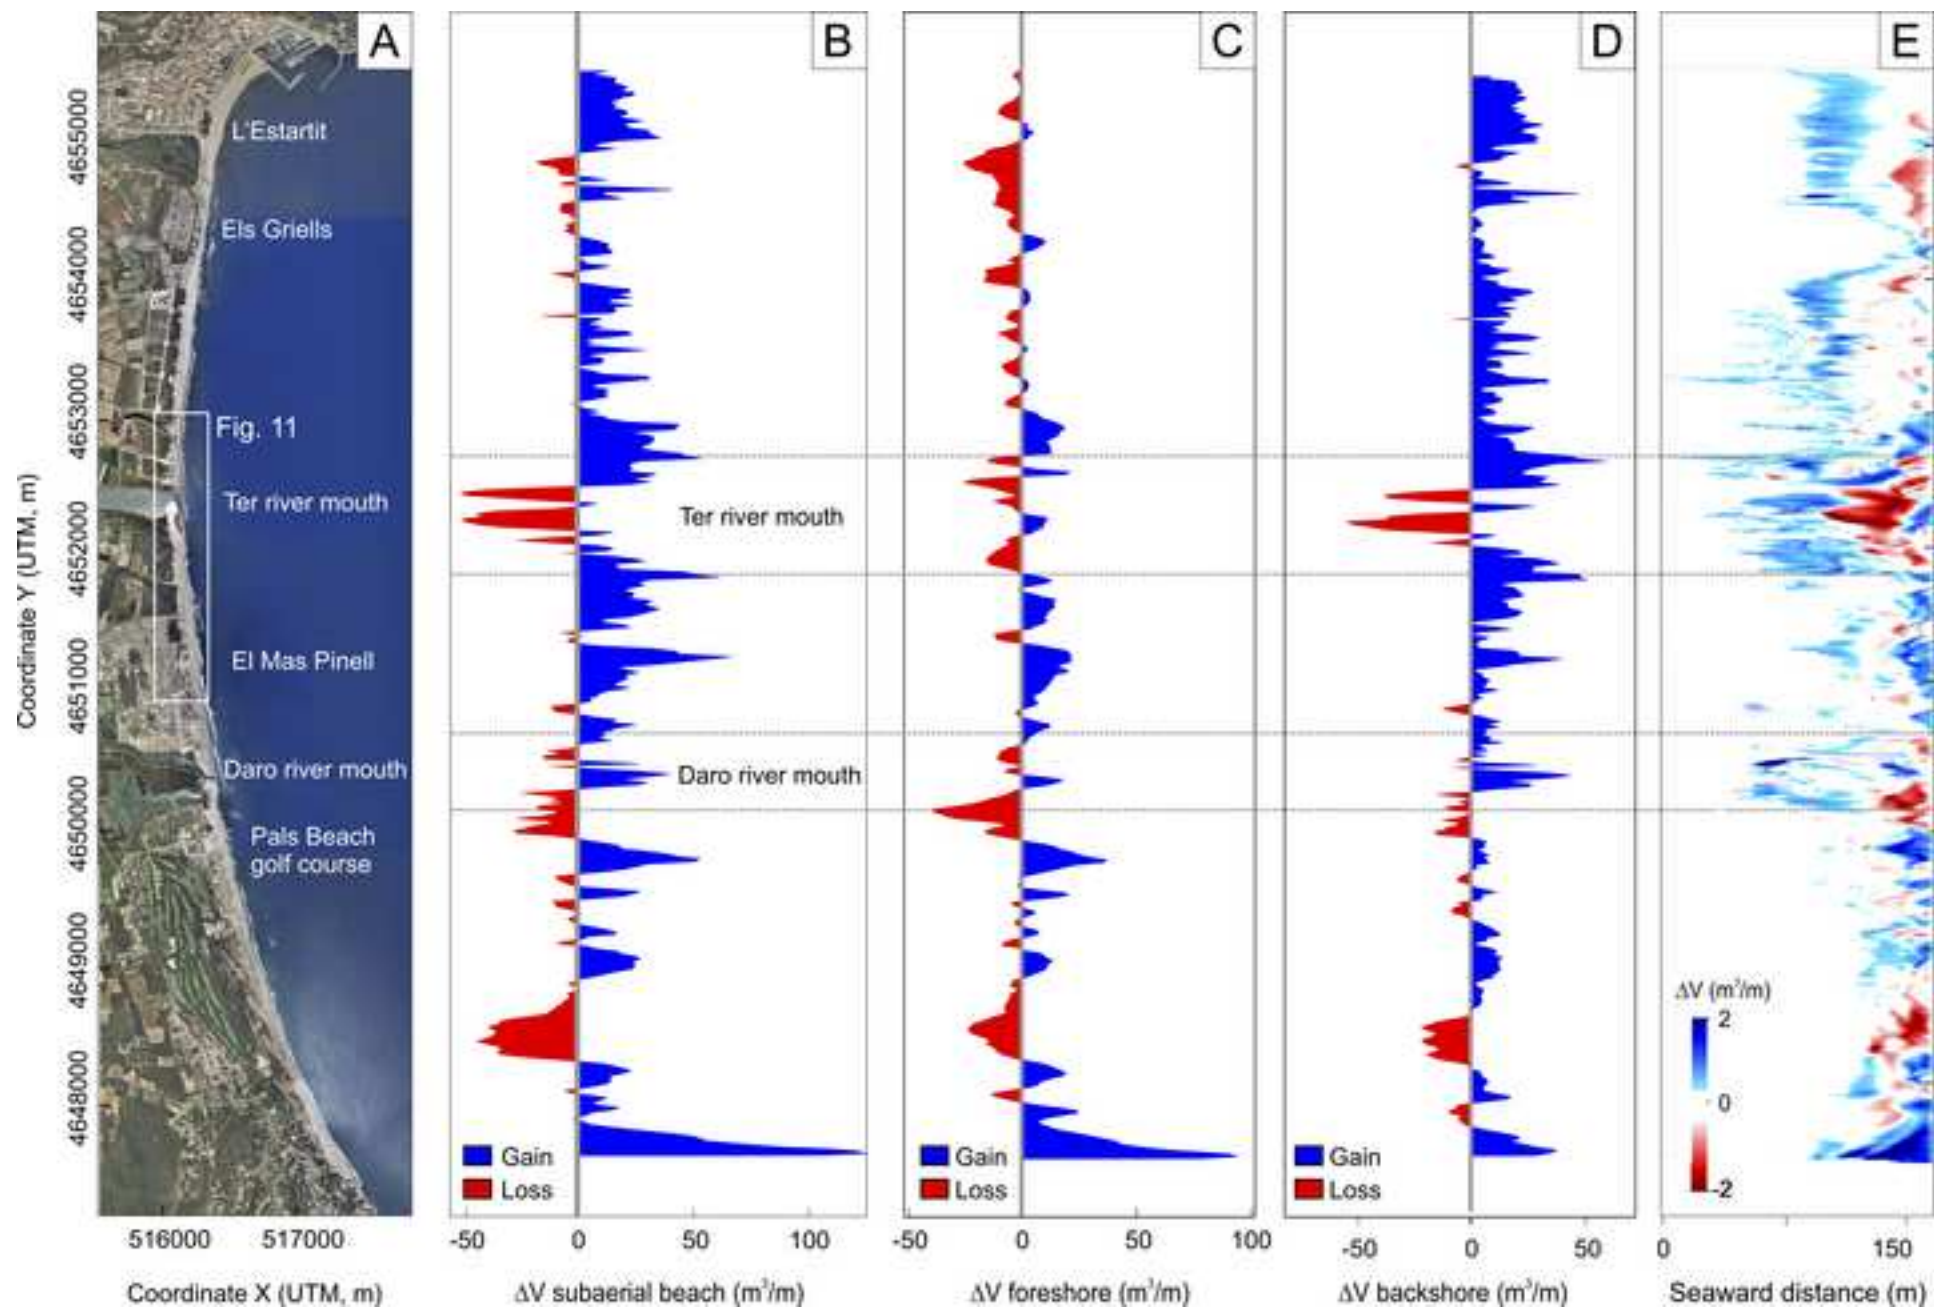 A
B
C
D
E
L'Estartit
Els Griells
Fig. 11
Ter river mouth
El Mas Pinell
Daro river mouth
Pals Beach
golf course
Coordinate Y (UTM, m)
4655000
4654000
4653000
4652000
4651000
4650000
4649000
4648000
516000 517000
Coordinate X (UTM, m)
Ter river mouth
Daro river mouth
Gain
Loss
-50 0 50 100
ΔV subaerial beach (m³/m)
Gain
Loss
-50 0 50 100
ΔV foreshore (m³/m)
Gain
Loss
-50 0 50
ΔV backshore (m³/m)
ΔV (m³/m)
2
0
-2
0 150
Seaward distance (m)